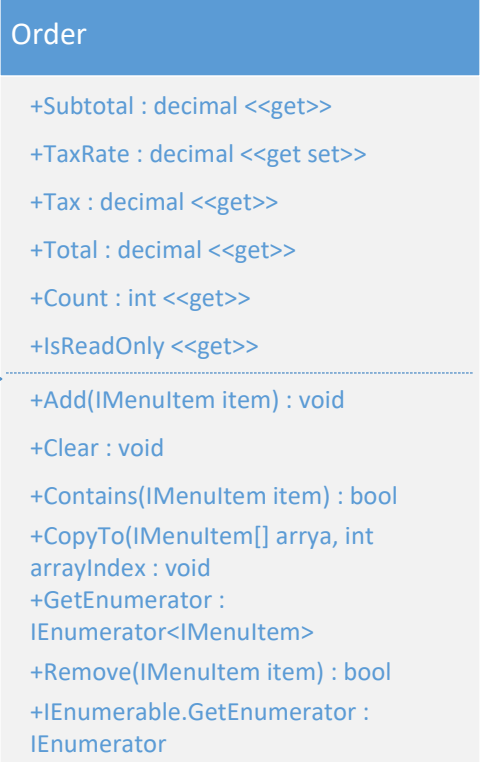 Order
+Subtotal : decimal <<get>>
+TaxRate : decimal <<get set>>
+Tax : decimal <<get>>
+Total : decimal <<get>>
+Count : int <<get>>
+IsReadOnly <<get>>
+Add(IMenuItem item) : void
+Clear : void
+Contains(IMenuItem item) : bool
+CopyTo(IMenuItem[] arrya, int
arrayIndex : void
+GetEnumerator :
IEnumerator<IMenuItem>
+Remove(IMenuItem item) : bool
+IEnumerable.GetEnumerator :
IEnumerator